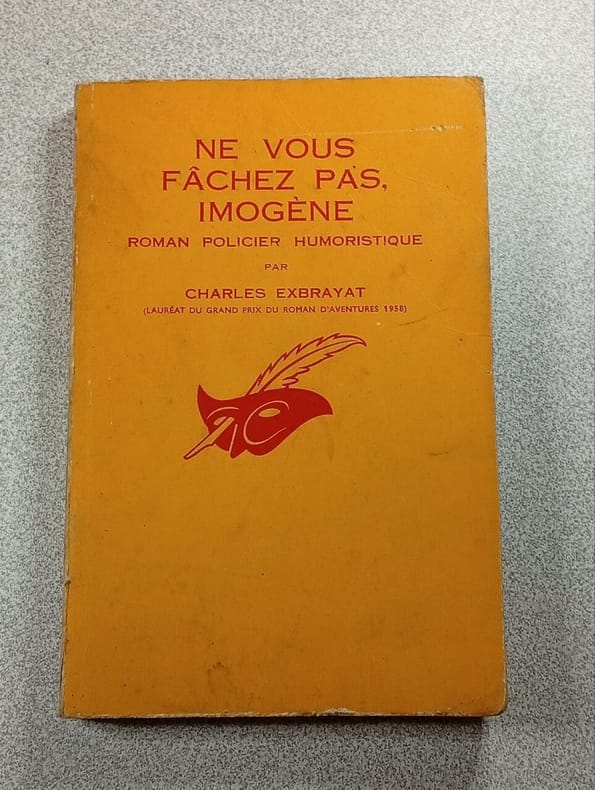 NE VOUS
FÂCHEZ PAS,
IMOGÈNE
ROMAN POLICIER HUMORISTIQUE
PAR
CHARLES EXBRAYAT
(LAURÉAT DU GRAND PRIX DU ROMAN D'AVENTURES 1958)